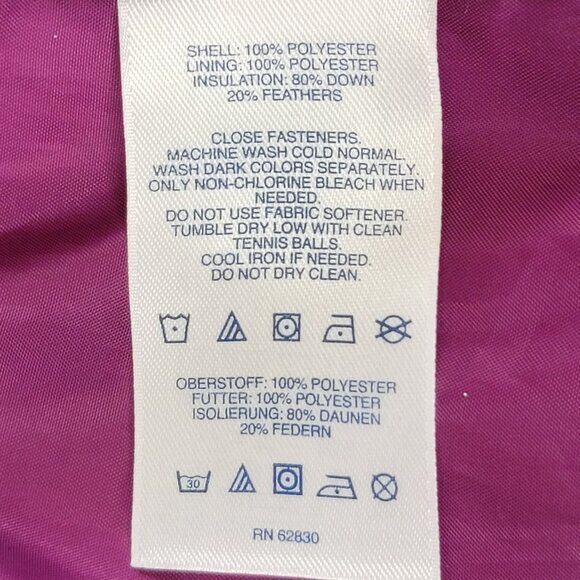 SHELL: 100% POLYESTER
LINING: 100% POLYESTER
INSULATION: 80% DOWN
20% FEATHERS
CLOSE FASTENERS.
MACHINE WASH COLD NORMAL.
WASH DARK COLORS SEPARATELY.
ONLY NON-CHLORINE BLEACH WHEN
NEEDED.
DO NOT USE FABRIC SOFTENER.
TUMBLE DRY LOW WITH CLEAN
TENNIS BALLS.
COOL IRON IF NEEDED.
DO NOT DRY CLEAN.
OBERSTOFF: 100% POLYESTER
FUTTER: 100% POLYESTER
ISOLIERUNG: 80% DAUNEN
20% FEDERN
30
RN 62830